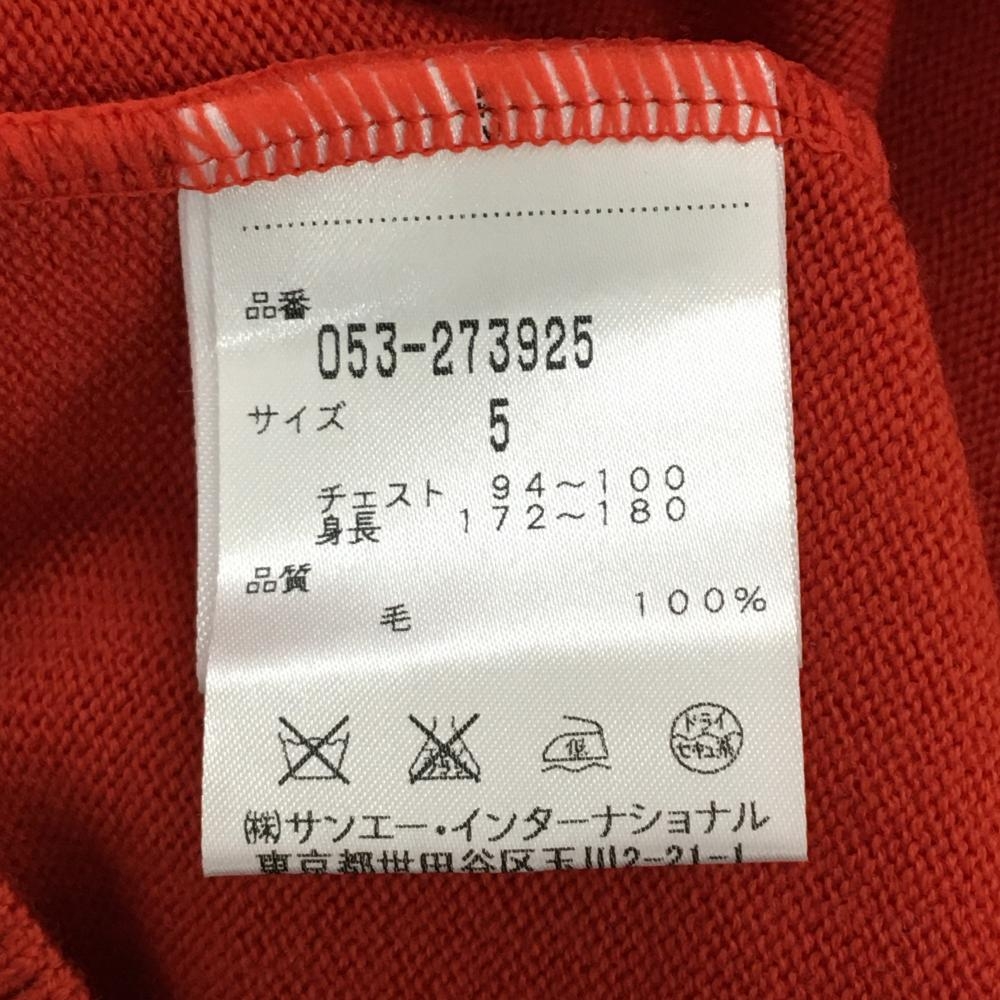 品番
053-273925
サイズ 5
チェスト 94~100
身長 172~180
品質
毛 100%
低 ドライ
セキユ系
(株)サンエー・インターナショナル
東京都世田谷区玉川2-21-1